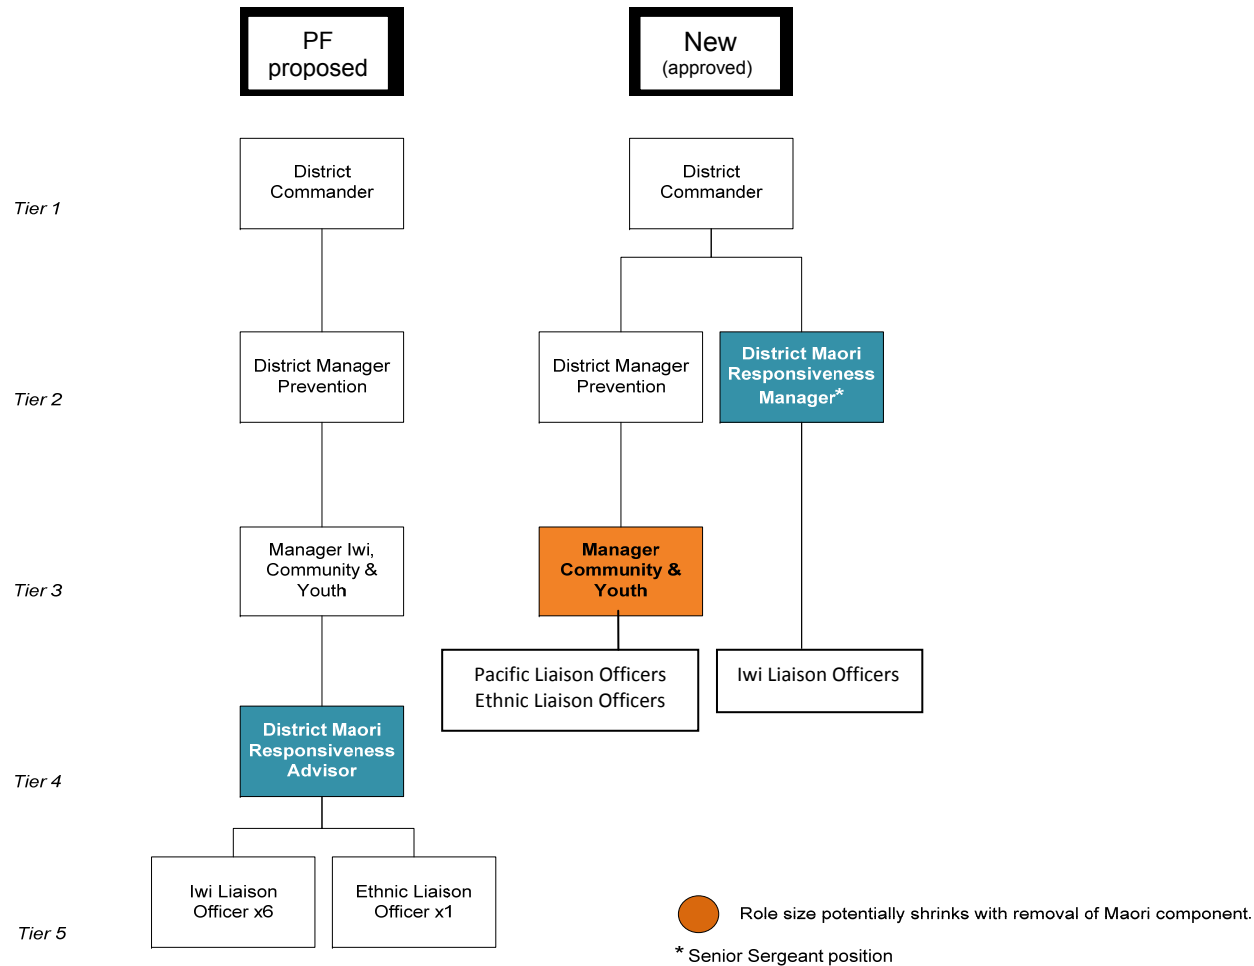 PF
proposed
New
(approved)
District
Commander
District
Commander
Tier 1
District Manager
Prevention
District Manager
Prevention
District Maori
Responsiveness
Manager*
Tier 2
Manager Iwi,
Community &
Youth
Manager
Community &
Youth
Tier 3
Pacific Liaison Officers
Ethnic Liaison Officers
Iwi Liaison Officers
District Maori
Responsiveness
Advisor
Tier 4
Iwi Liaison
Officer x6
Ethnic Liaison
Officer x1
Tier 5
Role size potentially shrinks with removal of Maori component.
* Senior Sergeant position